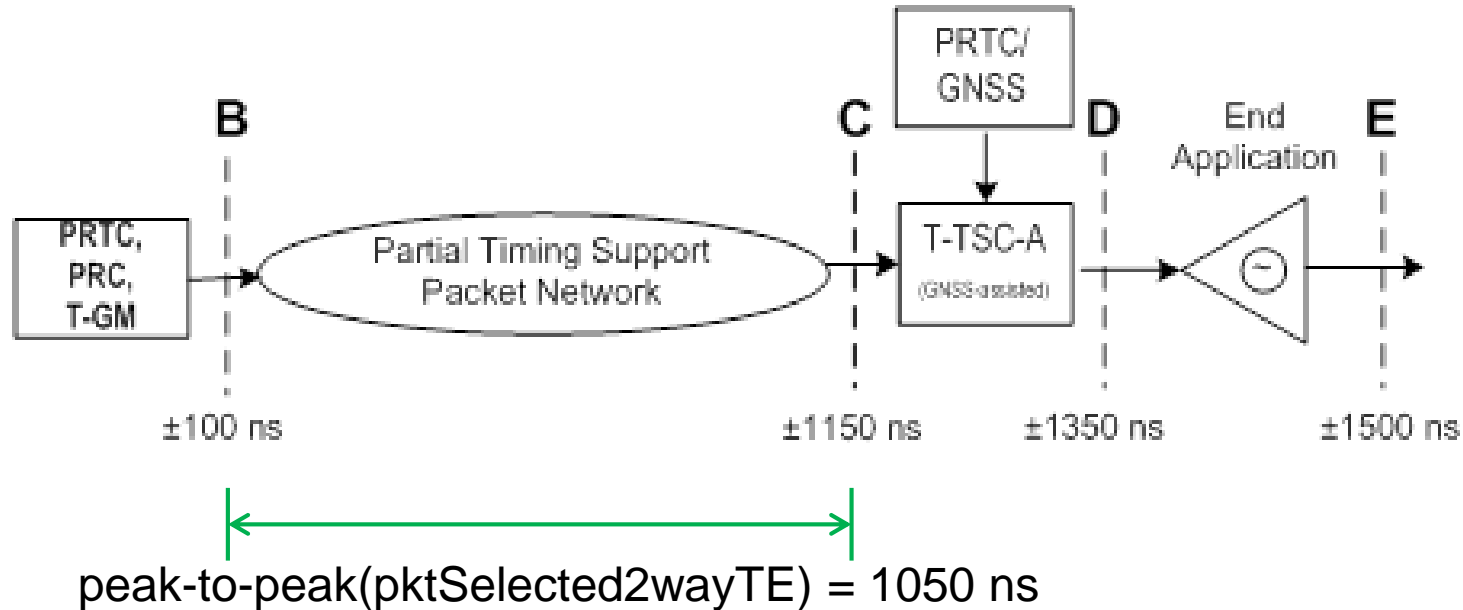 PRTC/
GNSS
B
C
D
End
Application
E
PRTC,
PRC,
T-GM
Partial Timing Support
Packet Network
T-TSC-A
(GNSS-assisted)
~
±100 ns
±1150 ns
±1350 ns
±1500 ns
peak-to-peak(pktSelected2wayTE) = 1050 ns